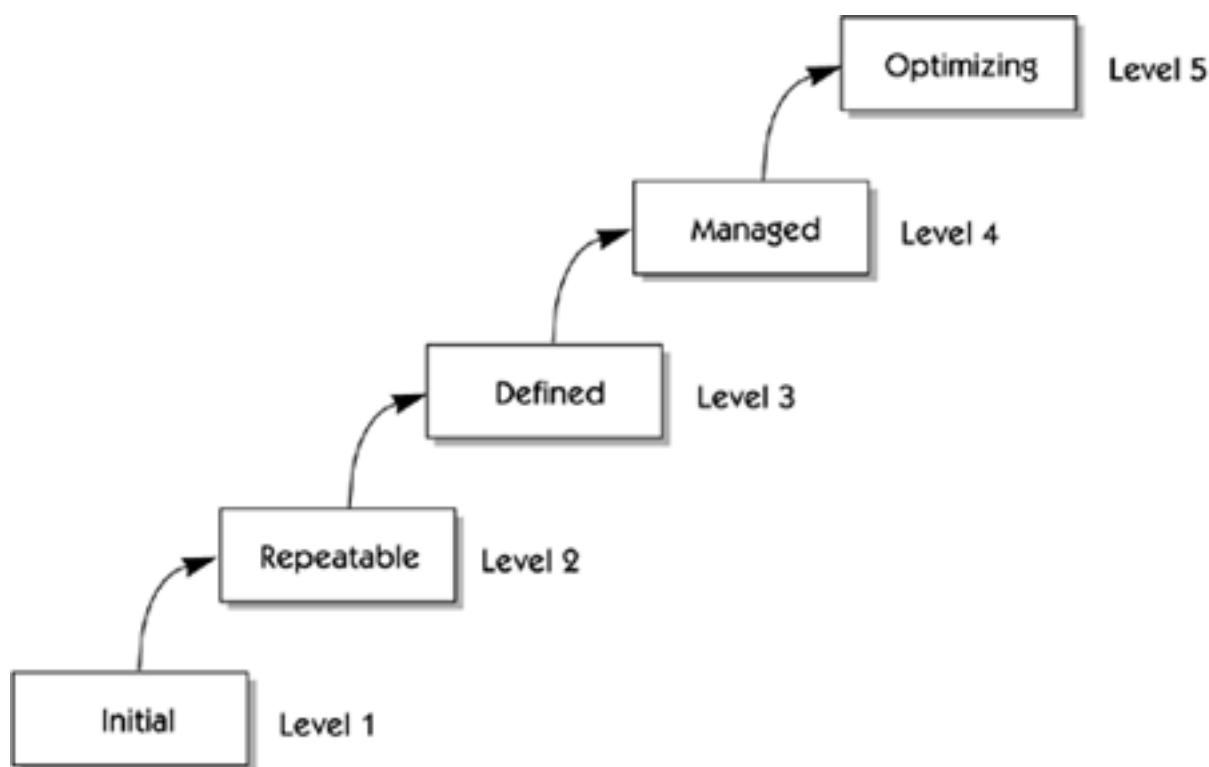 Optimizing Level 5
Managed Level 4
Defined Level 3
Repeatable Level 2
Initial Level 1